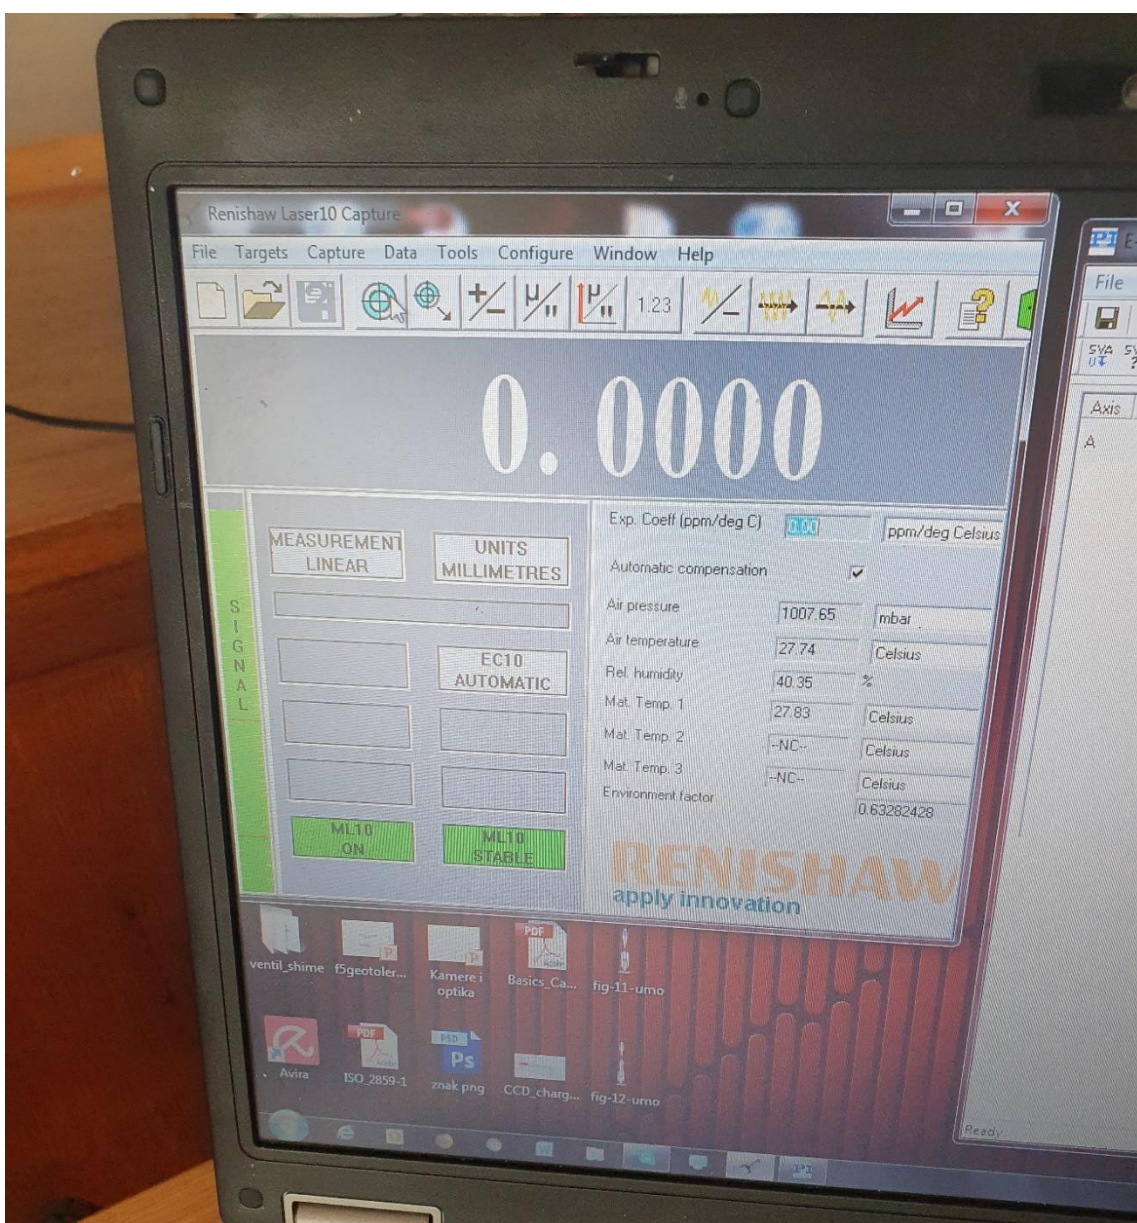 Renishaw Laser10 Capture
File Targets Capture Data Tools Configure Window Help
1.23
0.0000
SIGNAL
MEASUREMENT
LINEAR
UNITS
MILLIMETRES
EC10
AUTOMATIC
ML10
ON
ML10
STABLE
Exp. Coeff (ppm/deg C) 0.00 ppm/deg Celsius
Automatic compensation
Air pressure 1007.65 mbar
Air temperature 27.74 Celsius
Rel. humidity 40.35 %
Mat. Temp. 1 27.83 Celsius
Mat. Temp. 2 --NC-- Celsius
Mat. Temp. 3 --NC-- Celsius
Environment factor 0.63282428
RENISHAW
apply innovation
File
SVA
Axis
A
Ready
PDF
ventil_shime f5geotoler... Kamere i
optika
Basics_Ca... fig-11-umo
PDF
PSD
Ps
Avira ISO_2859-1 znak png CCD_charg... fig-12-umo